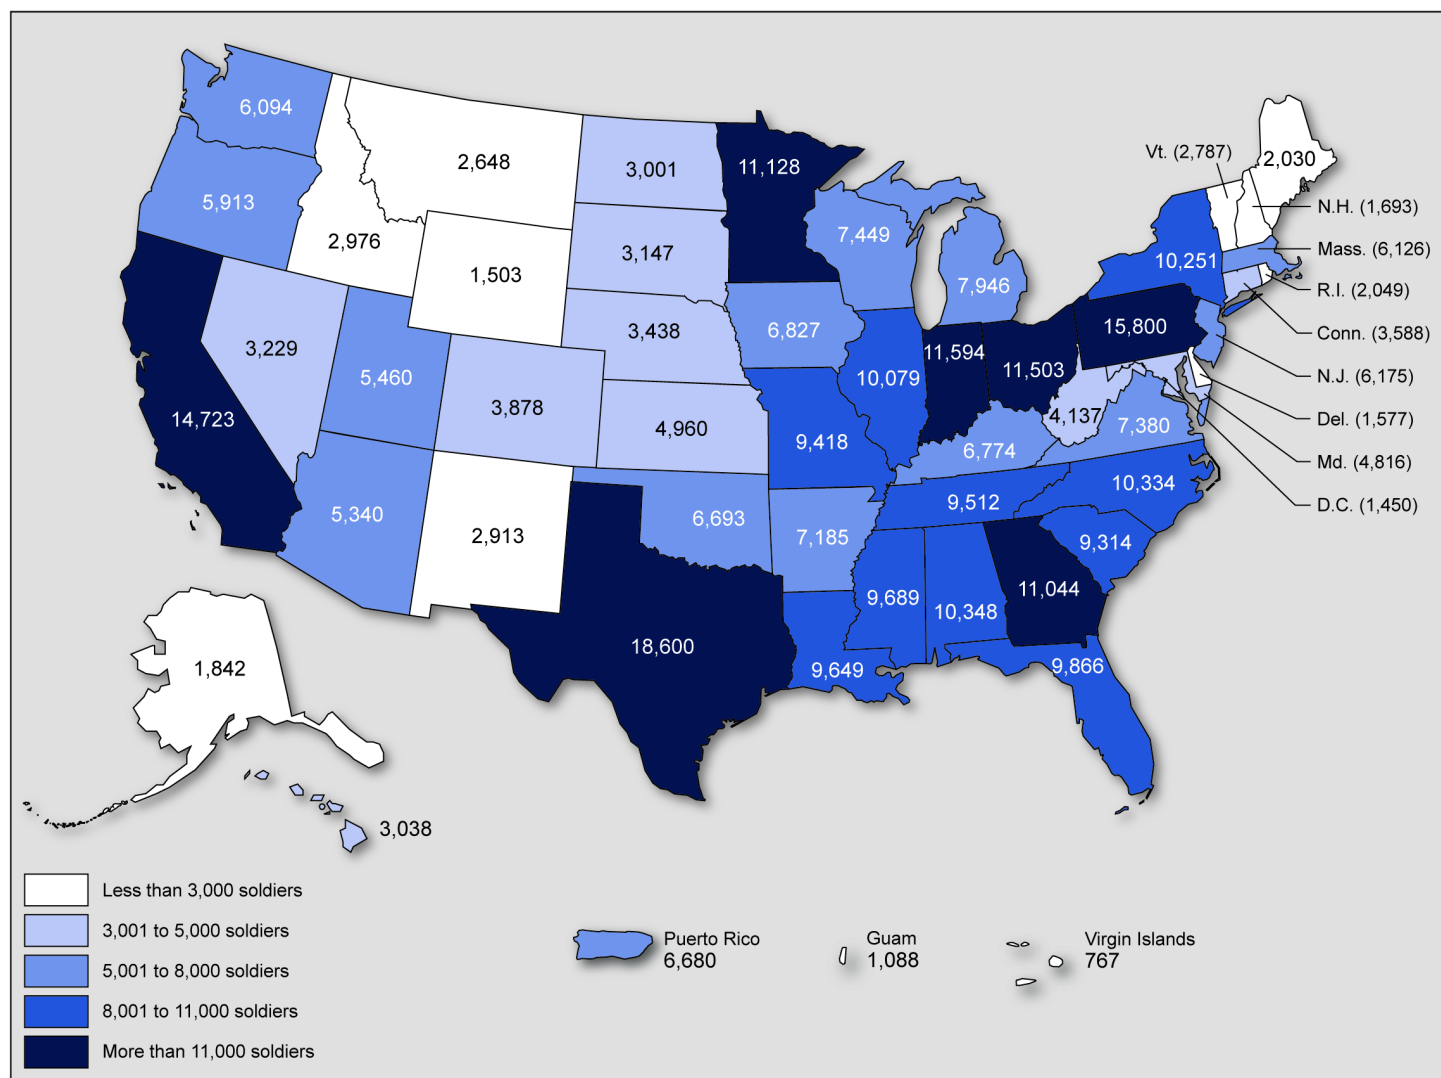 6,094
2,648
3,001
11,128
Vt. (2,787)
2,030
5,913
N.H. (1,693)
2,976
1,503
3,147
7,449
10,251
Mass. (6,126)
7,946
R.I. (2,049)
3,229
3,438
6,827
15,800
Conn. (3,588)
5,460
11,594
11,503
10,079
N.J. (6,175)
14,723
3,878
4,960
9,418
4,137
7,380
Del. (1,577)
6,774
Md. (4,816)
10,334
5,340
2,913
6,693
7,185
9,512
D.C. (1,450)
9,314
9,689
10,348
11,044
18,600
9,649
9,866
1,842
3,038
Less than 3,000 soldiers
3,001 to 5,000 soldiers
5,001 to 8,000 soldiers
8,001 to 11,000 soldiers
More than 11,000 soldiers
Puerto Rico
6,680
Guam
1,088
Virgin Islands
767